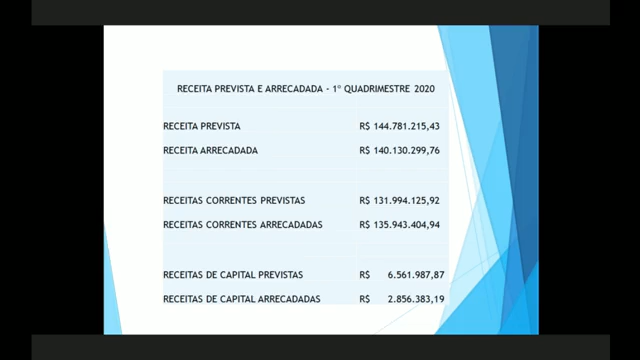 RECEITA PREVISTA E ARRECADADA - 1º QUADRIMESTRE 2020
RECEITA PREVISTA R$ 144.781.215,43
RECEITA ARRECADADA R$ 140.130.299,76
RECEITAS CORRENTES PREVISTAS R$ 131.994.125,92
RECEITAS CORRENTES ARRECADADAS R$ 135.943.404,94
RECEITAS DE CAPITAL PREVISTAS R$ 6.561.987,87
RECEITAS DE CAPITAL ARRECADADAS R$ 2.856.383,19